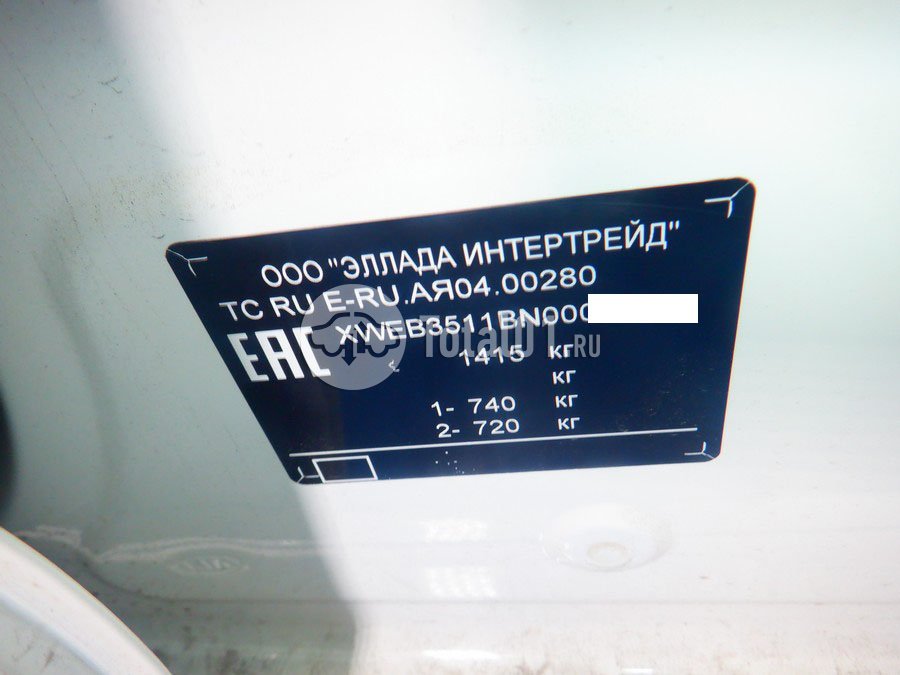 ООО "ЭЛЛАДА ИНТЕРТРЕЙД"
ТС RU E-RU.АЯ04.00280
XWEB3511BN000
EAC
1415 КГ
КГ
1- 740 КГ
2- 720 КГ
Total01.RU